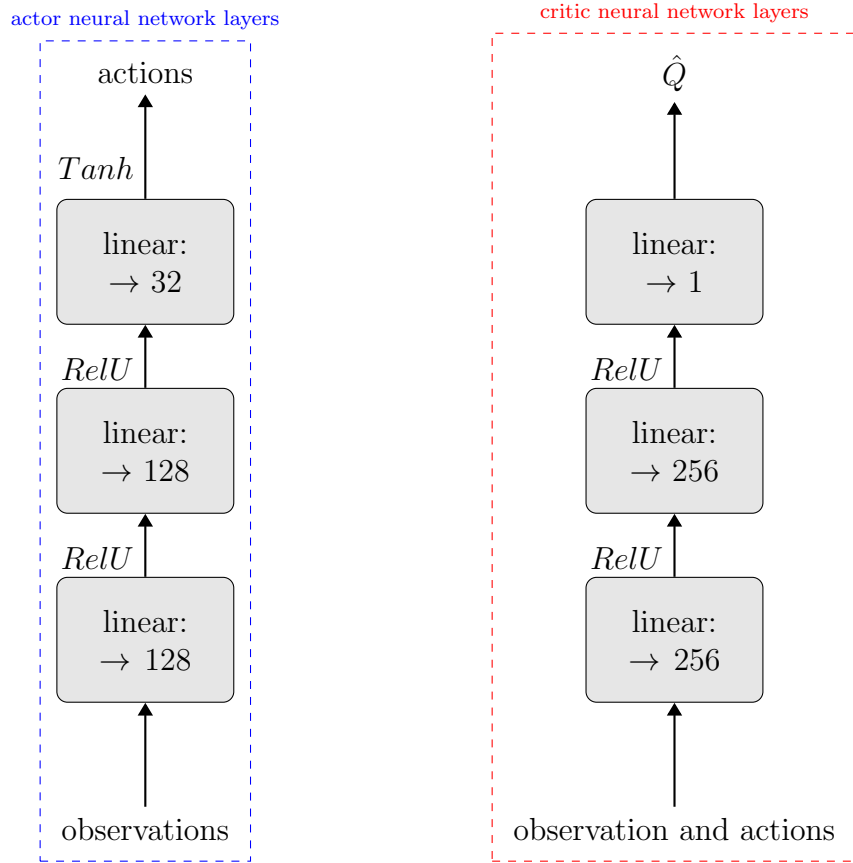 actor neural network layers
actions
Tanh
linear:
→ 32
RelU
linear:
→ 128
RelU
linear:
→ 128
observations
critic neural network layers
Q̂
linear:
→ 1
RelU
linear:
→ 256
RelU
linear:
→ 256
observation and actions